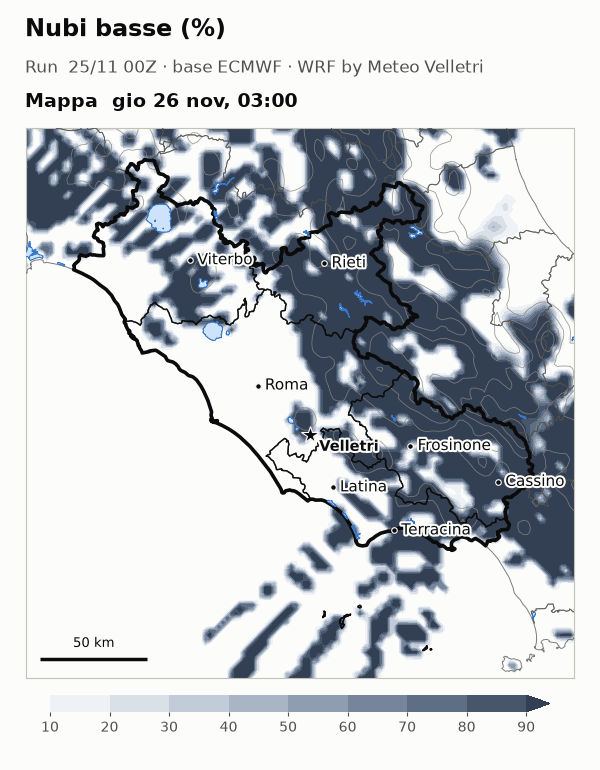 Nubi basse (%)
Run  25/11 00Z · base ECMWF · WRF by Meteo Velletri
Mappa  gio 26 nov, 03:00
Viterbo
Rieti
Roma
Velletri
Frosinone
Latina
Cassino
Terracina
50 km
10 20 30 40 50 60 70 80 90